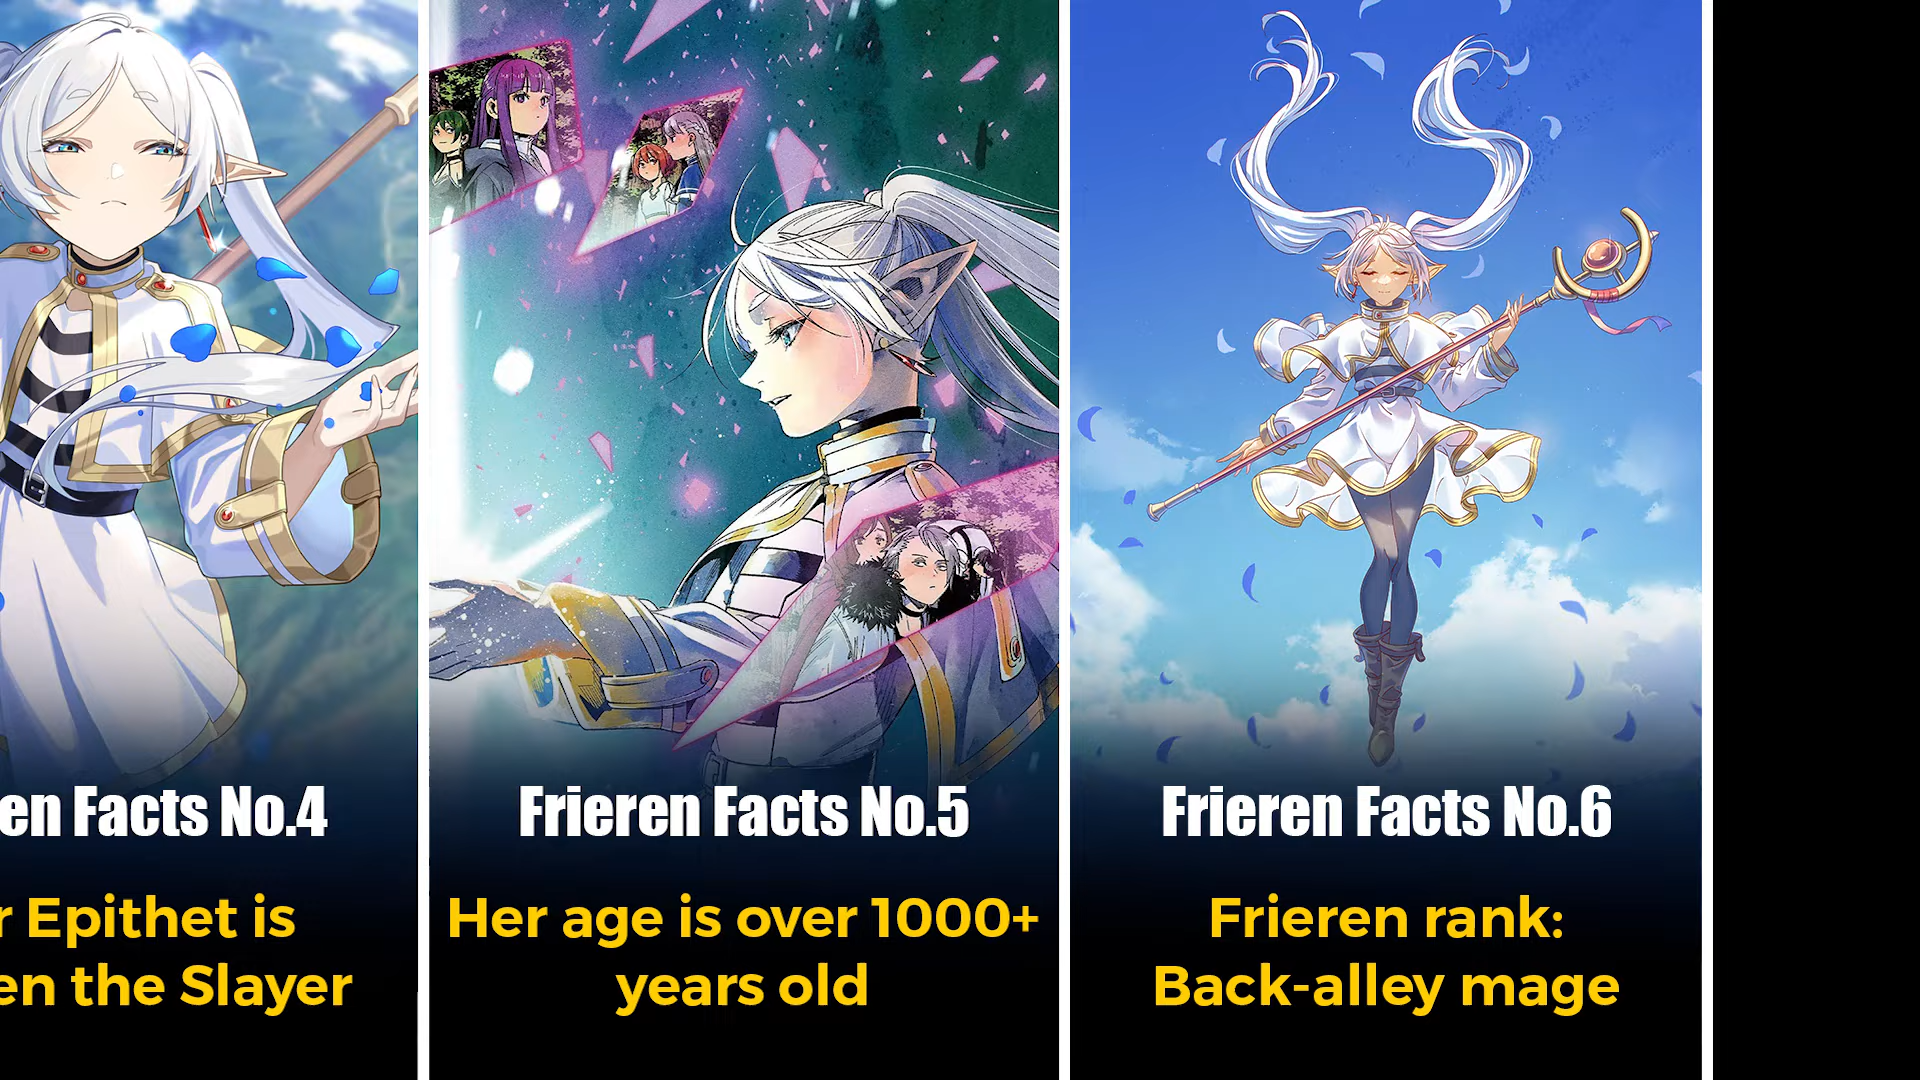 en Facts No.4
r Epithet is
en the Slayer
Frieren Facts No.5
Her age is over 1000+
years old
Frieren Facts No.6
Frieren rank:
Back-alley mage